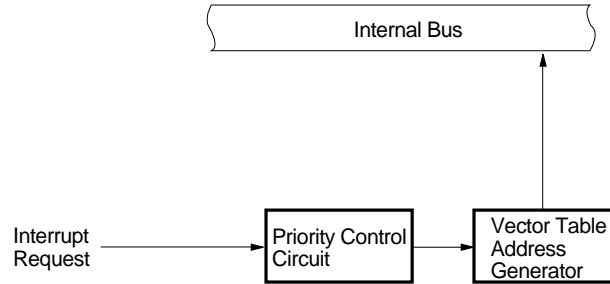 Internal Bus
Interrupt
Request
Priority Control
Circuit
Vector Table
Address
Generator